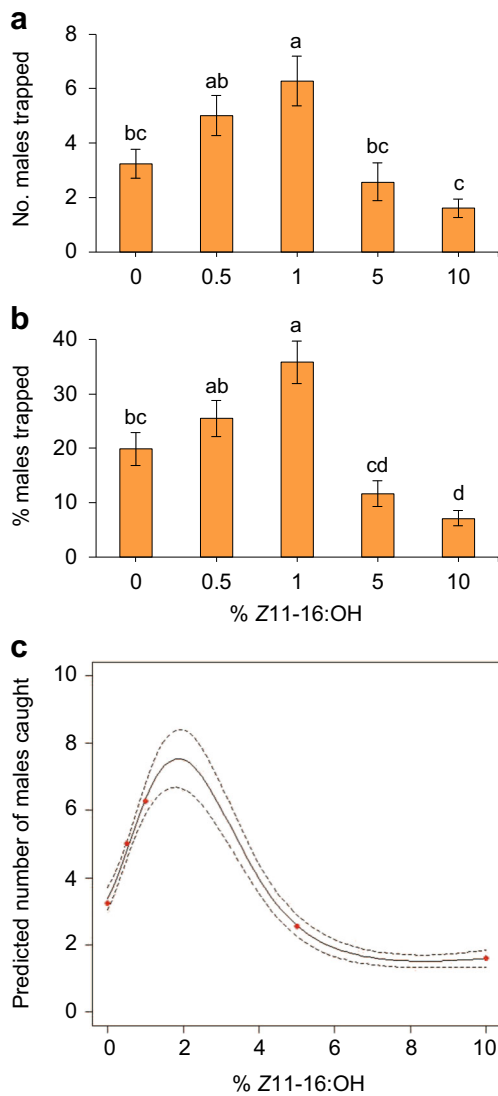 a
No. males trapped
8
6
4
2
0
bc
ab
a
bc
c
0 0.5 1 5 10
b
% males trapped
40
30
20
10
0
bc
ab
a
cd
d
0 0.5 1 5 10
% Z11-16:OH
c
Predicted number of males caught
10
8
6
4
2
0
0 2 4 6 8 10
% Z11-16:OH